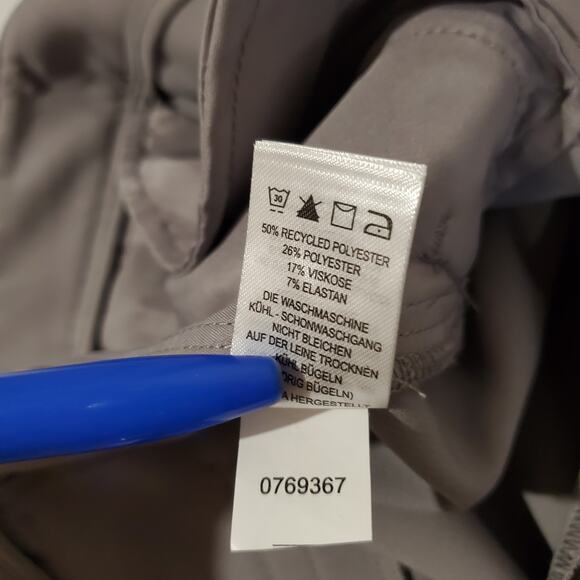 30
50% RECYCLED POLYESTER
26% POLYESTER
17% VISKOSE
7% ELASTAN
DIE WASCHMASCHINE
KÜHL - SCHONWASCHGANG
NICHT BLEICHEN
AUF DER LEINE TROCKNEN
KÜHL BÜGELN
BÜGELN)
HERGESTELLT
0769367